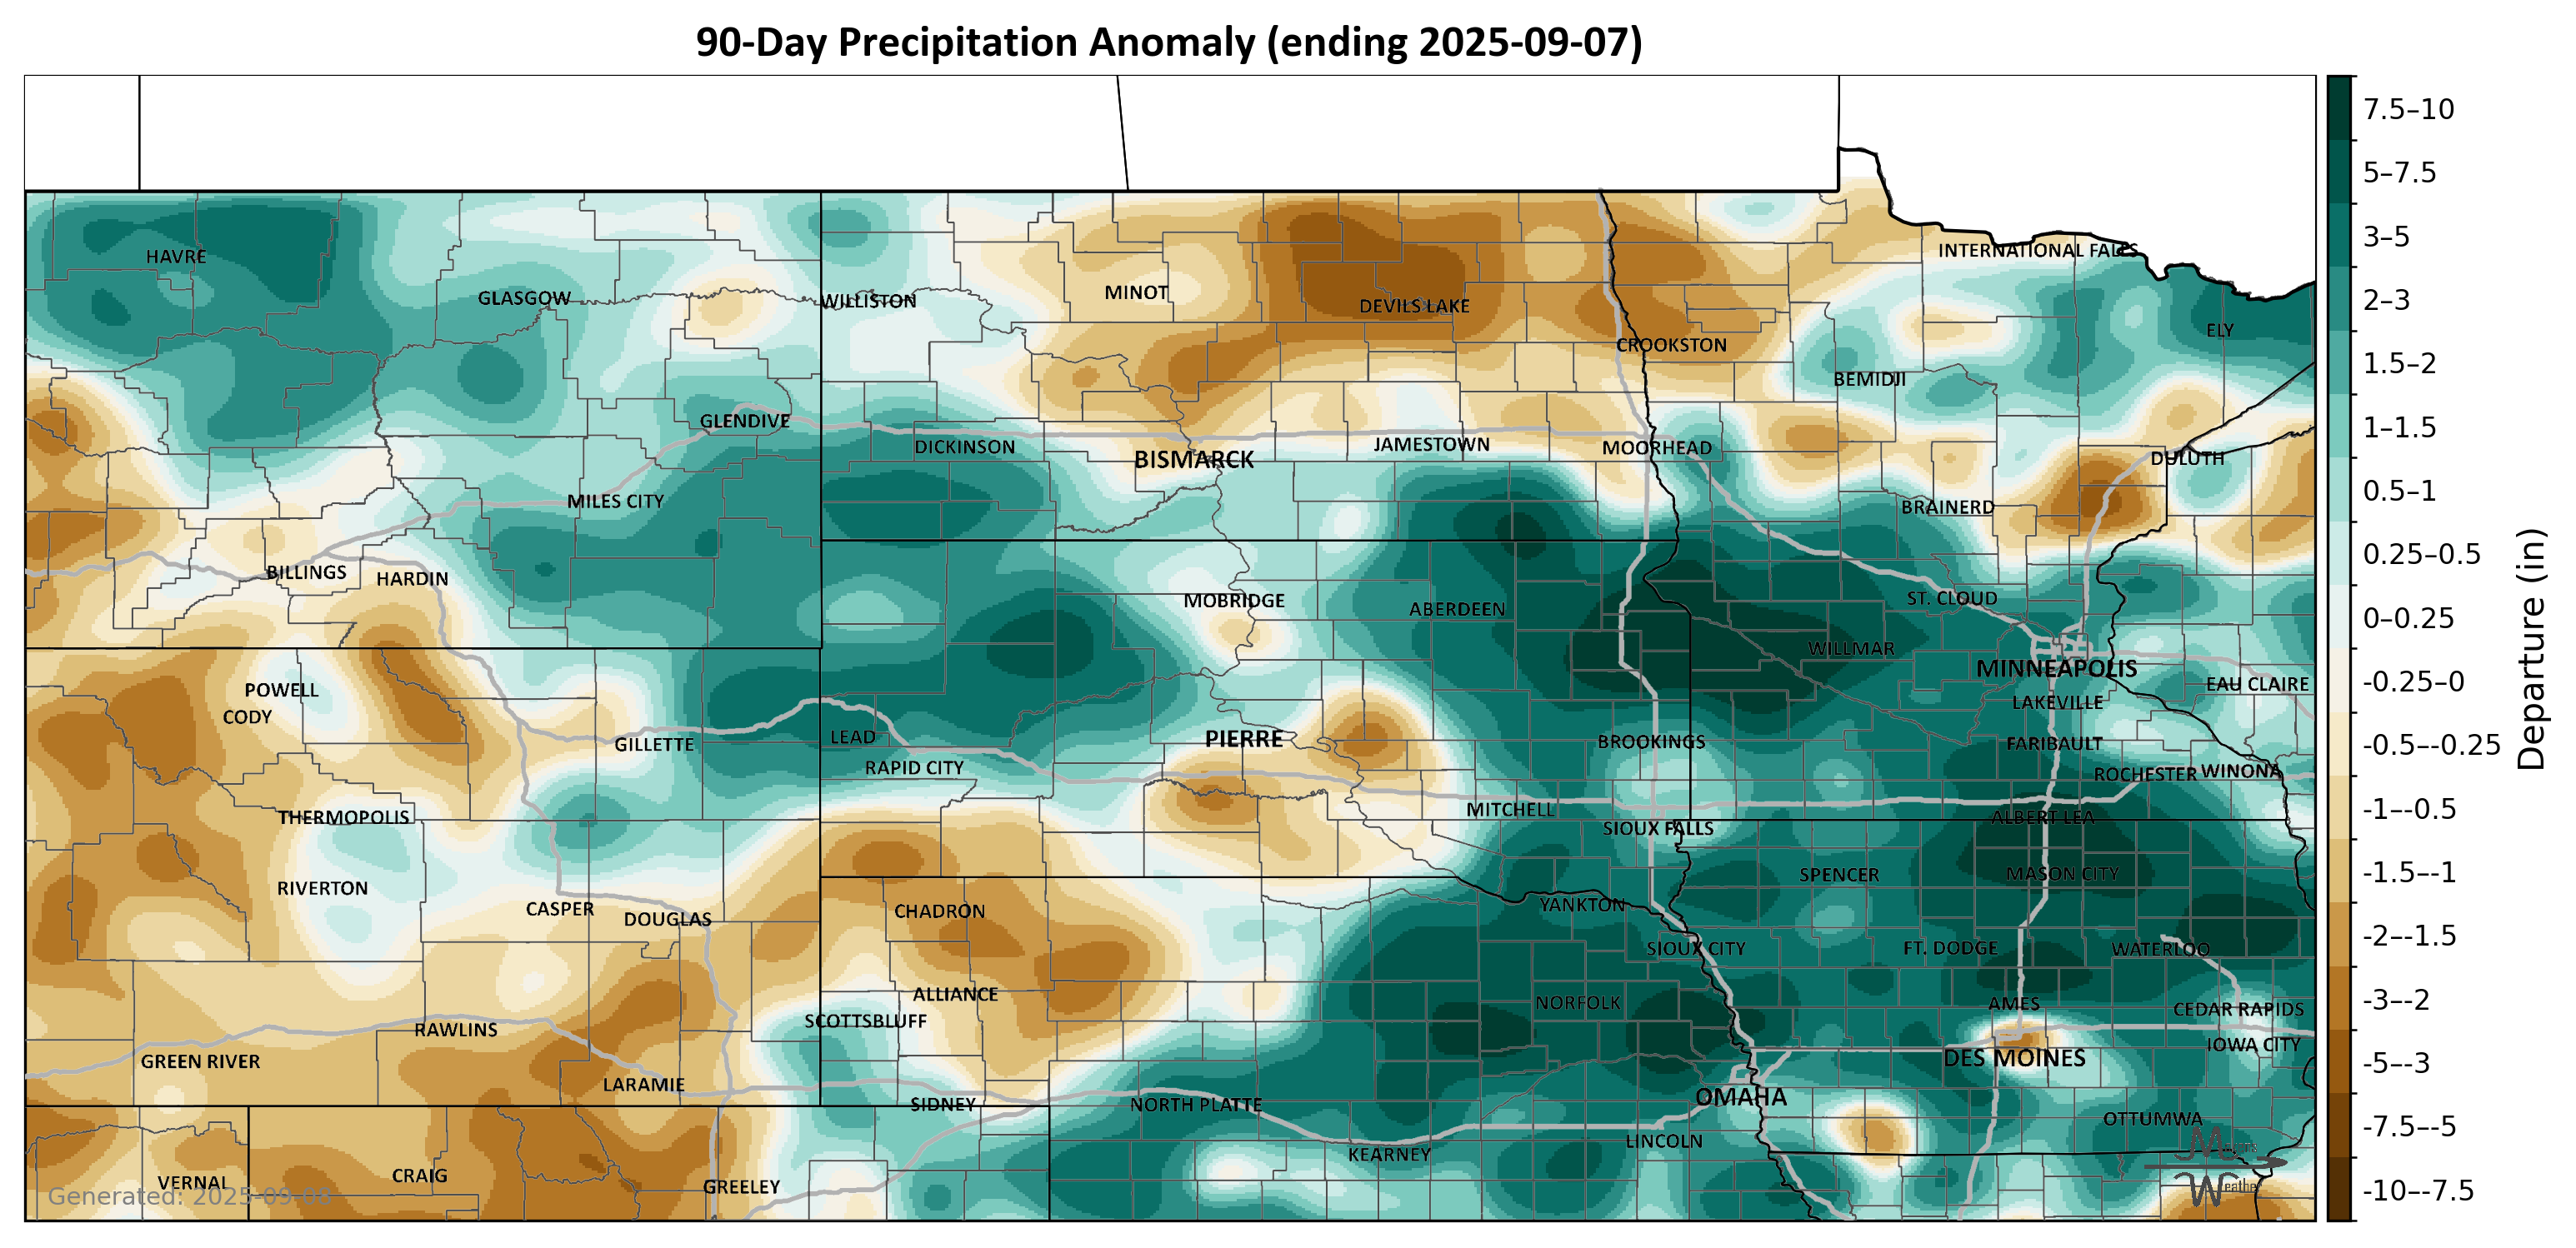 90-Day Precipitation Anomaly (ending 2025-09-07)
HAVRE
GLASGOW
WILLISTON
MINOT
DEVILS LAKE
CROOKSTON
INTERNATIONAL FALLS
ELY
BEMIDJI
GLENDIVE
DICKINSON
BISMARCK
JAMESTOWN
MOORHEAD
DULUTH
MILES CITY
BRAINERD
BILLINGS
HARDIN
MOBRIDGE
ABERDEEN
ST. CLOUD
WILLMAR
MINNEAPOLIS
EAU CLAIRE
POWELL
CODY
LAKEVILLE
GILLETTE
LEAD
PIERRE
BROOKINGS
FARIBAULT
RAPID CITY
ROCHESTER
WINONA
THERMOPOLIS
MITCHELL
SIOUX FALLS
ALBERT LEA
RIVERTON
SPENCER
MASON CITY
CASPER
DOUGLAS
CHADRON
YANKTON
SIOUX CITY
FT. DODGE
WATERLOO
ALLIANCE
NORFOLK
AMES
CEDAR RAPIDS
SCOTTSBLUFF
RAWLINS
GREEN RIVER
DES MOINES
IOWA CITY
LARAMIE
SIDNEY
NORTH PLATTE
OMAHA
OTTUMWA
LINCOLN
KEARNEY
VERNAL
CRAIG
GREELEY
Generated: 2025-09-08
7.5–10
5–7.5
3–5
2–3
1.5–2
1–1.5
0.5–1
0.25–0.5
0–0.25
-0.25–0
-0.5–-0.25
-1–-0.5
-1.5–-1
-2–-1.5
-3–-2
-5–-3
-7.5–-5
-10–-7.5
Departure (in)